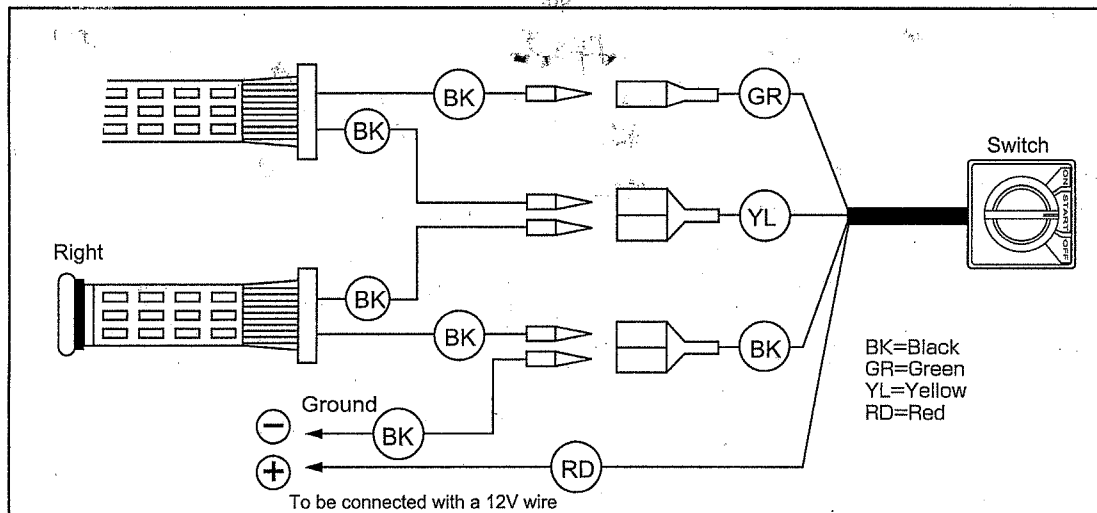 BK
GR
BK
Switch
ON
START
OFF
YL
Right
BK
BK
BK
BK=Black
GR=Green
YL=Yellow
RD=Red
Ground
−
BK
+
RD
To be connected with a 12V wire